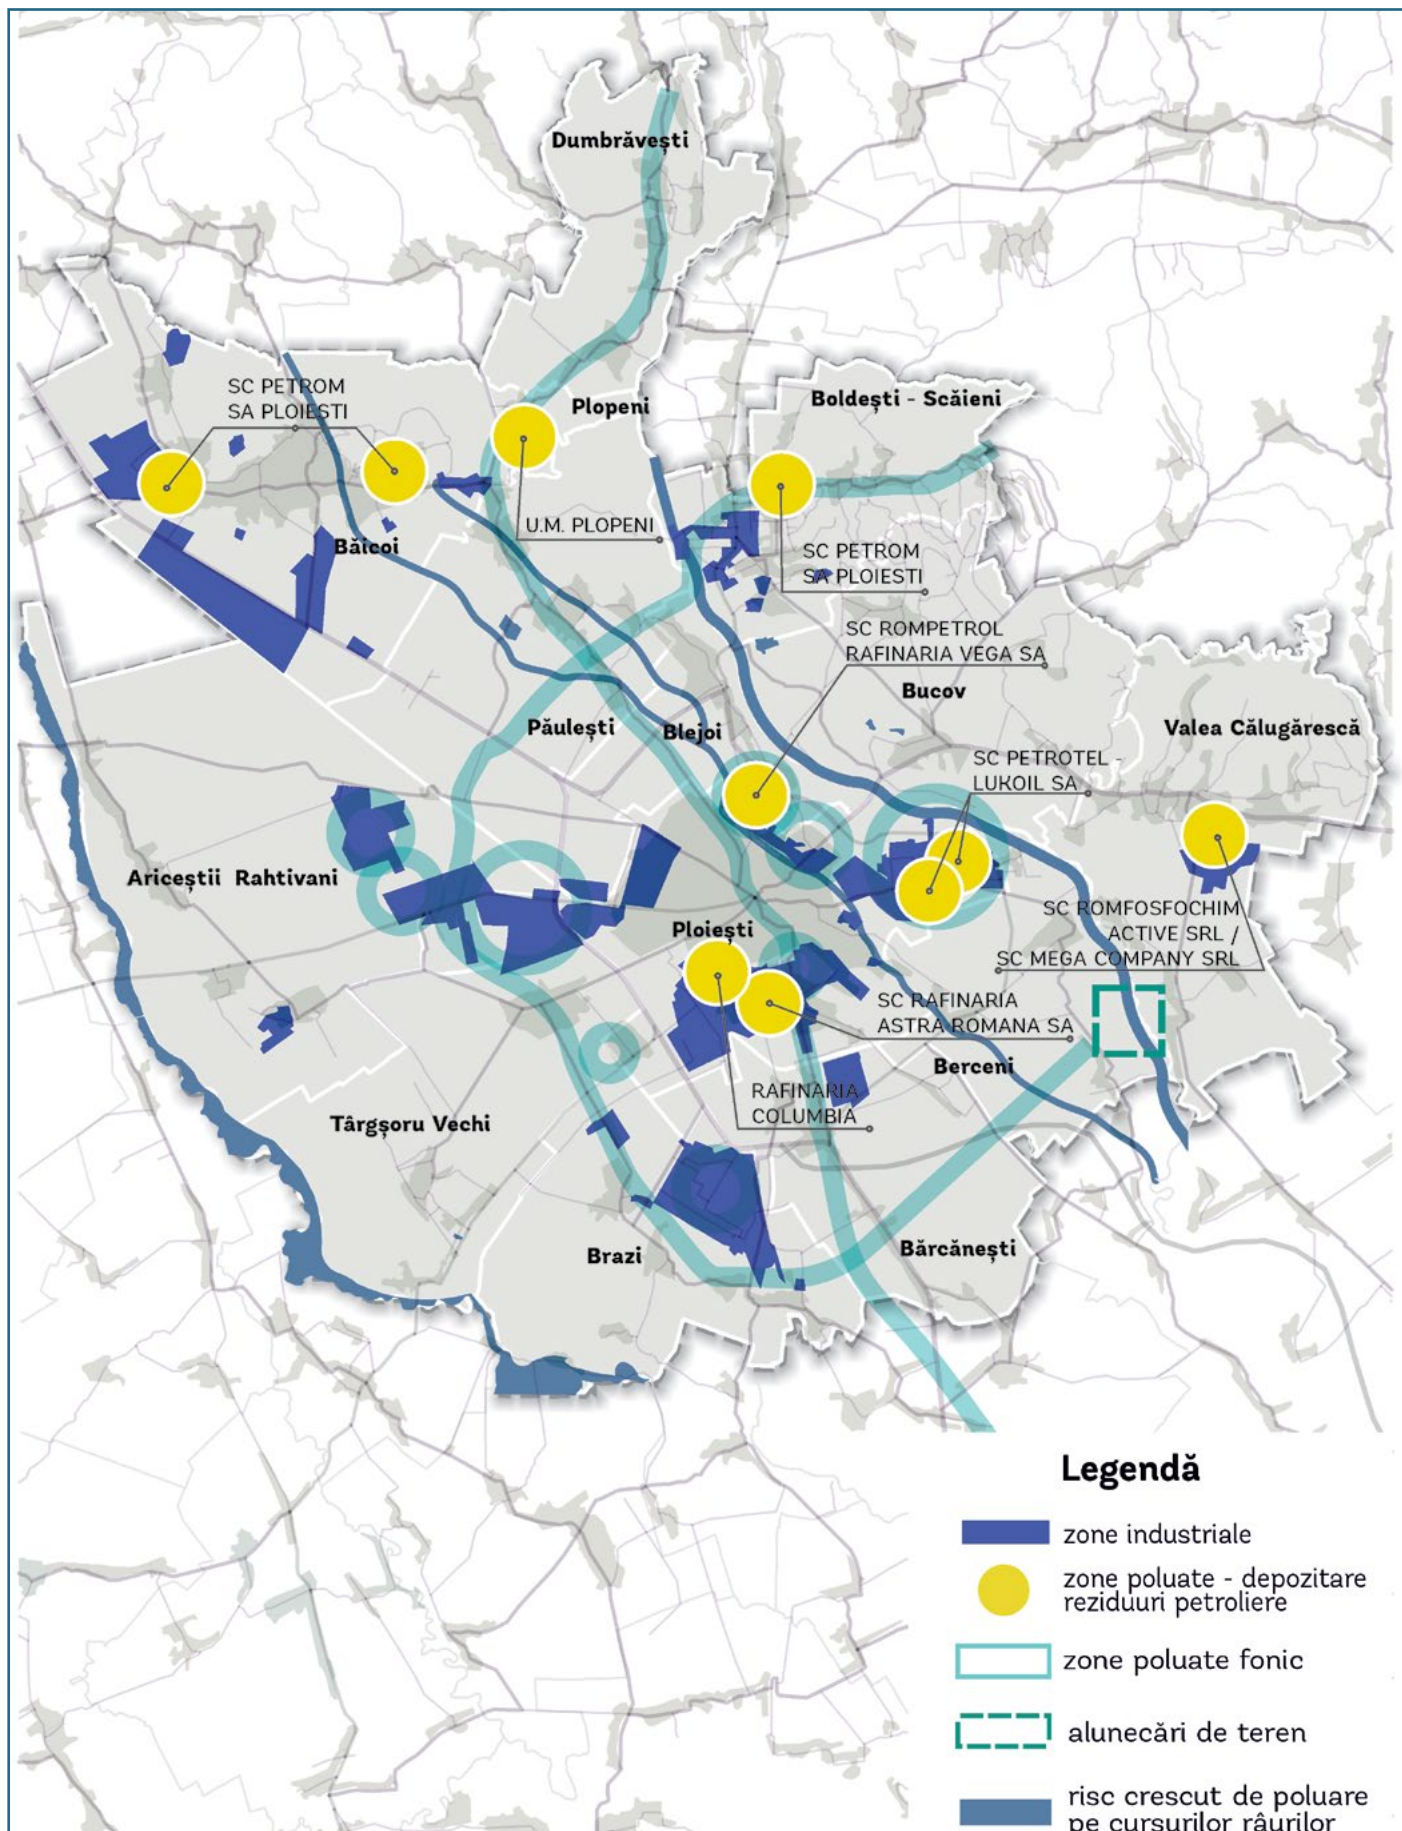 Dumbrăvești
SC PETROM
SA PLOIESTI
Plopeni
Boldești - Scăieni
U.M. PLOPENI
Băicoi
SC PETROM
SA PLOIESTI
SC ROMPETROL
RAFINARIA VEGA SA
Bucov
Păulești
Blejoi
Valea Călugărescă
SC PETROTEL -
LUKOIL SA
Ariceștii Rahtivani
SC ROMFOSFOCHIM
ACTIVE SRL /
SC MEGA COMPANY SRL
Ploiești
SC RAFINARIA
ASTRA ROMANA SA
Berceni
RAFINARIA
COLUMBIA
Târgșoru Vechi
Brazi
Bărcănești
Legendă
zone industriale
zone poluate - depozitare
reziduuri petroliere
zone poluate fonic
alunecări de teren
risc crescut de poluare
pe cursurilor râurilor